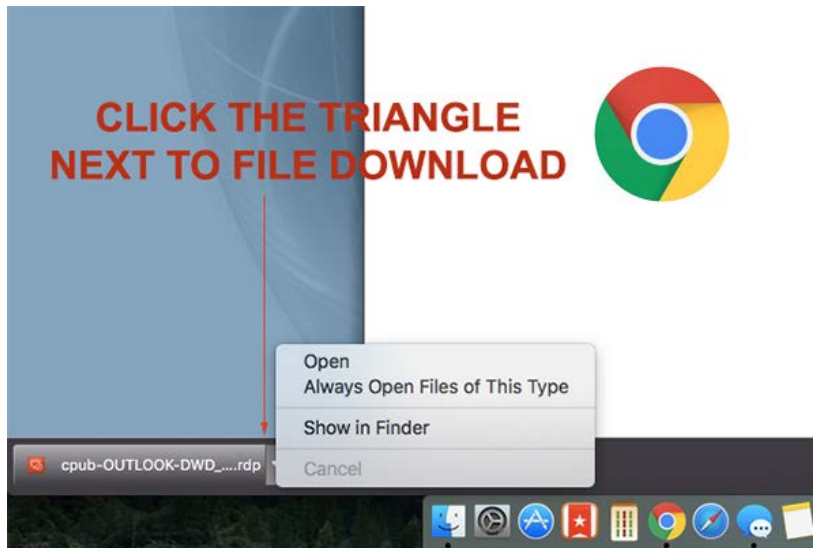 CLICK THE TRIANGLE
NEXT TO FILE DOWNLOAD
Open
Always Open Files of This Type
Show in Finder
cpub-OUTLOOK-DWD_....rdp
Cancel